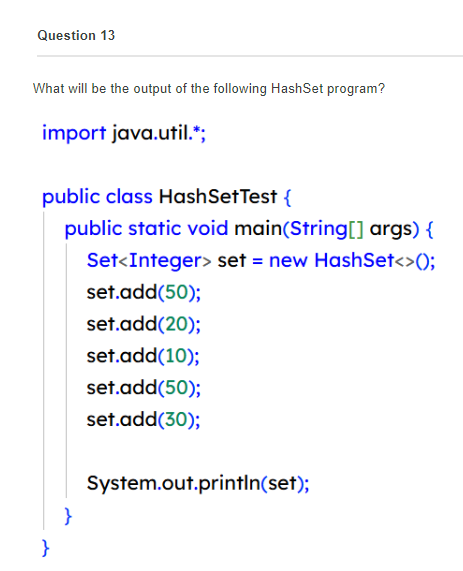 Question 13
What will be the output of the following HashSet program?
import java.util.*;
public class HashSetTest {
public static void main(String[] args) {
Set<Integer> set = new HashSet<>();
set.add(50);
set.add(20);
set.add(10);
set.add(50);
set.add(30);
System.out.println(set);
}
}